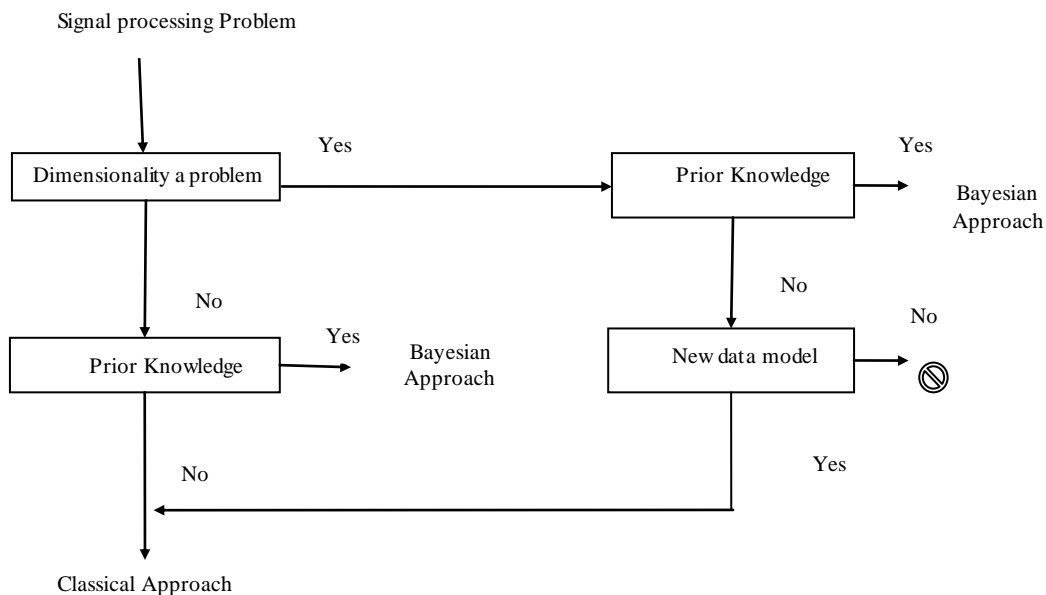 Signal processing Problem
Yes
Yes
Dimensionality a problem
Prior Knowledge
Bayesian
Approach
No
No
No
Yes
Prior Knowledge
Bayesian
Approach
New data model
Yes
No
Classical Approach